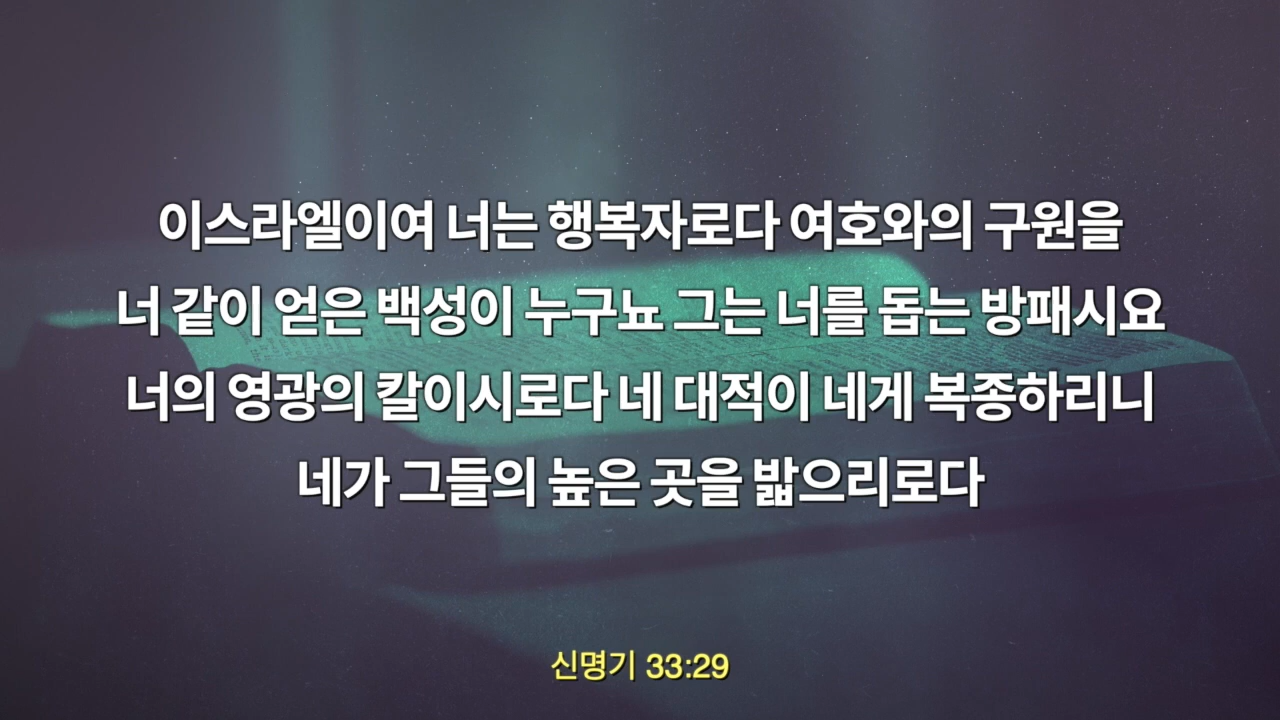 이스라엘이여 너는 행복자로다 여호와의 구원을
너 같이 얻은 백성이 누구뇨 그는 너를 돕는 방패시요
너의 영광의 칼이시로다 네 대적이 네게 복종하리니
네가 그들의 높은 곳을 밟으리로다
신명기 33:29